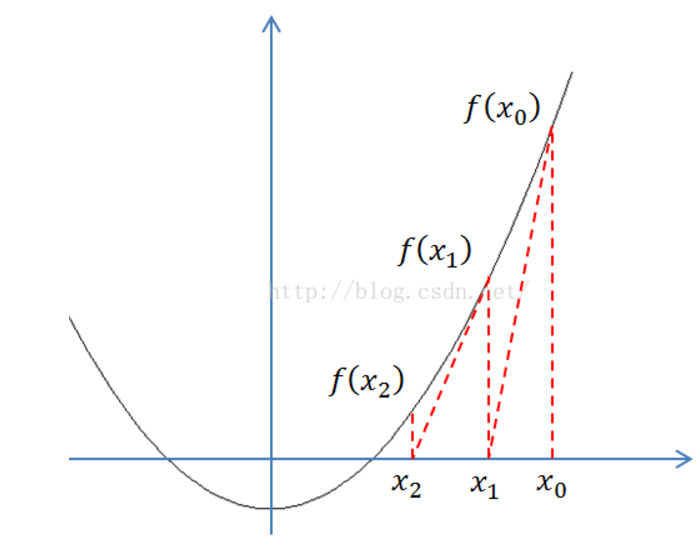 f(x₀)
f(x₁)
http://blog.csdn.net/
f(x₂)
x₂ x₁ x₀